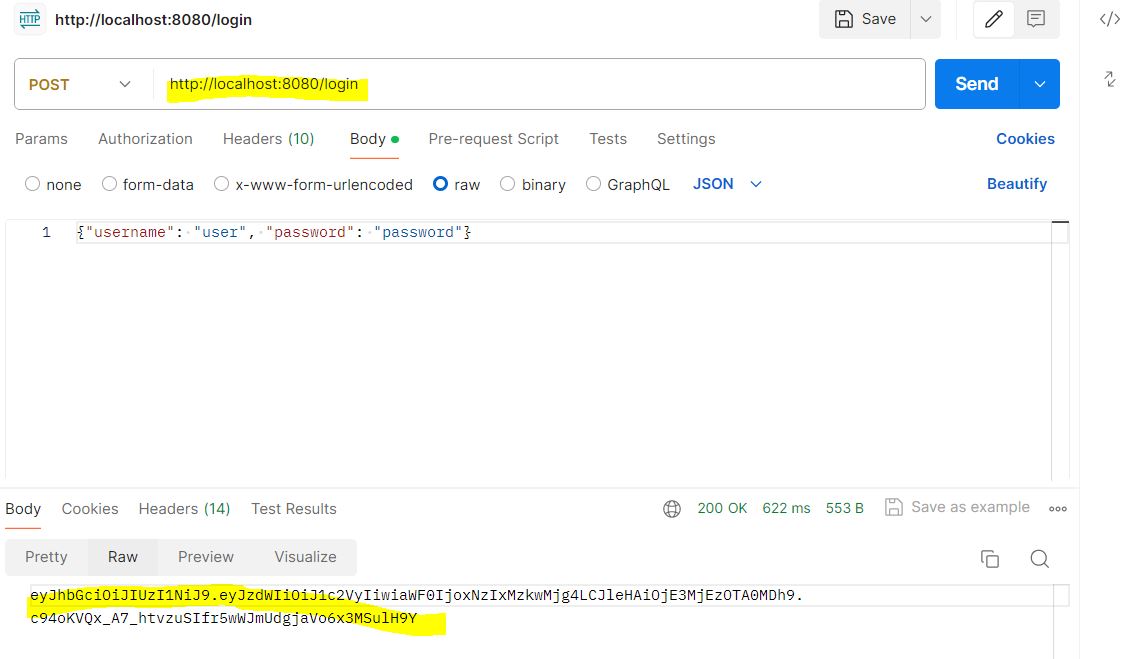 HTTP http://localhost:8080/login Save
POST http://localhost:8080/login Send
Params Authorization Headers (10) Body Pre-request Script Tests Settings Cookies
none form-data x-www-form-urlencoded raw binary GraphQL JSON Beautify
1 {"username": "user", "password": "password"}
Body Cookies Headers (14) Test Results 200 OK 622 ms 553 B Save as example
Pretty Raw Preview Visualize
eyJhbGciOiJIUzI1NiJ9.eyJzdWIiOiJ1c2VyIiwiaWF0IjoxNzIxMzkwMjg4LCJleHAiOjE3MjEzOTA0MDh9.
c94oKVQx_A7_htvzuSIfr5wWJmUdgjaVo6x3MSulH9Y